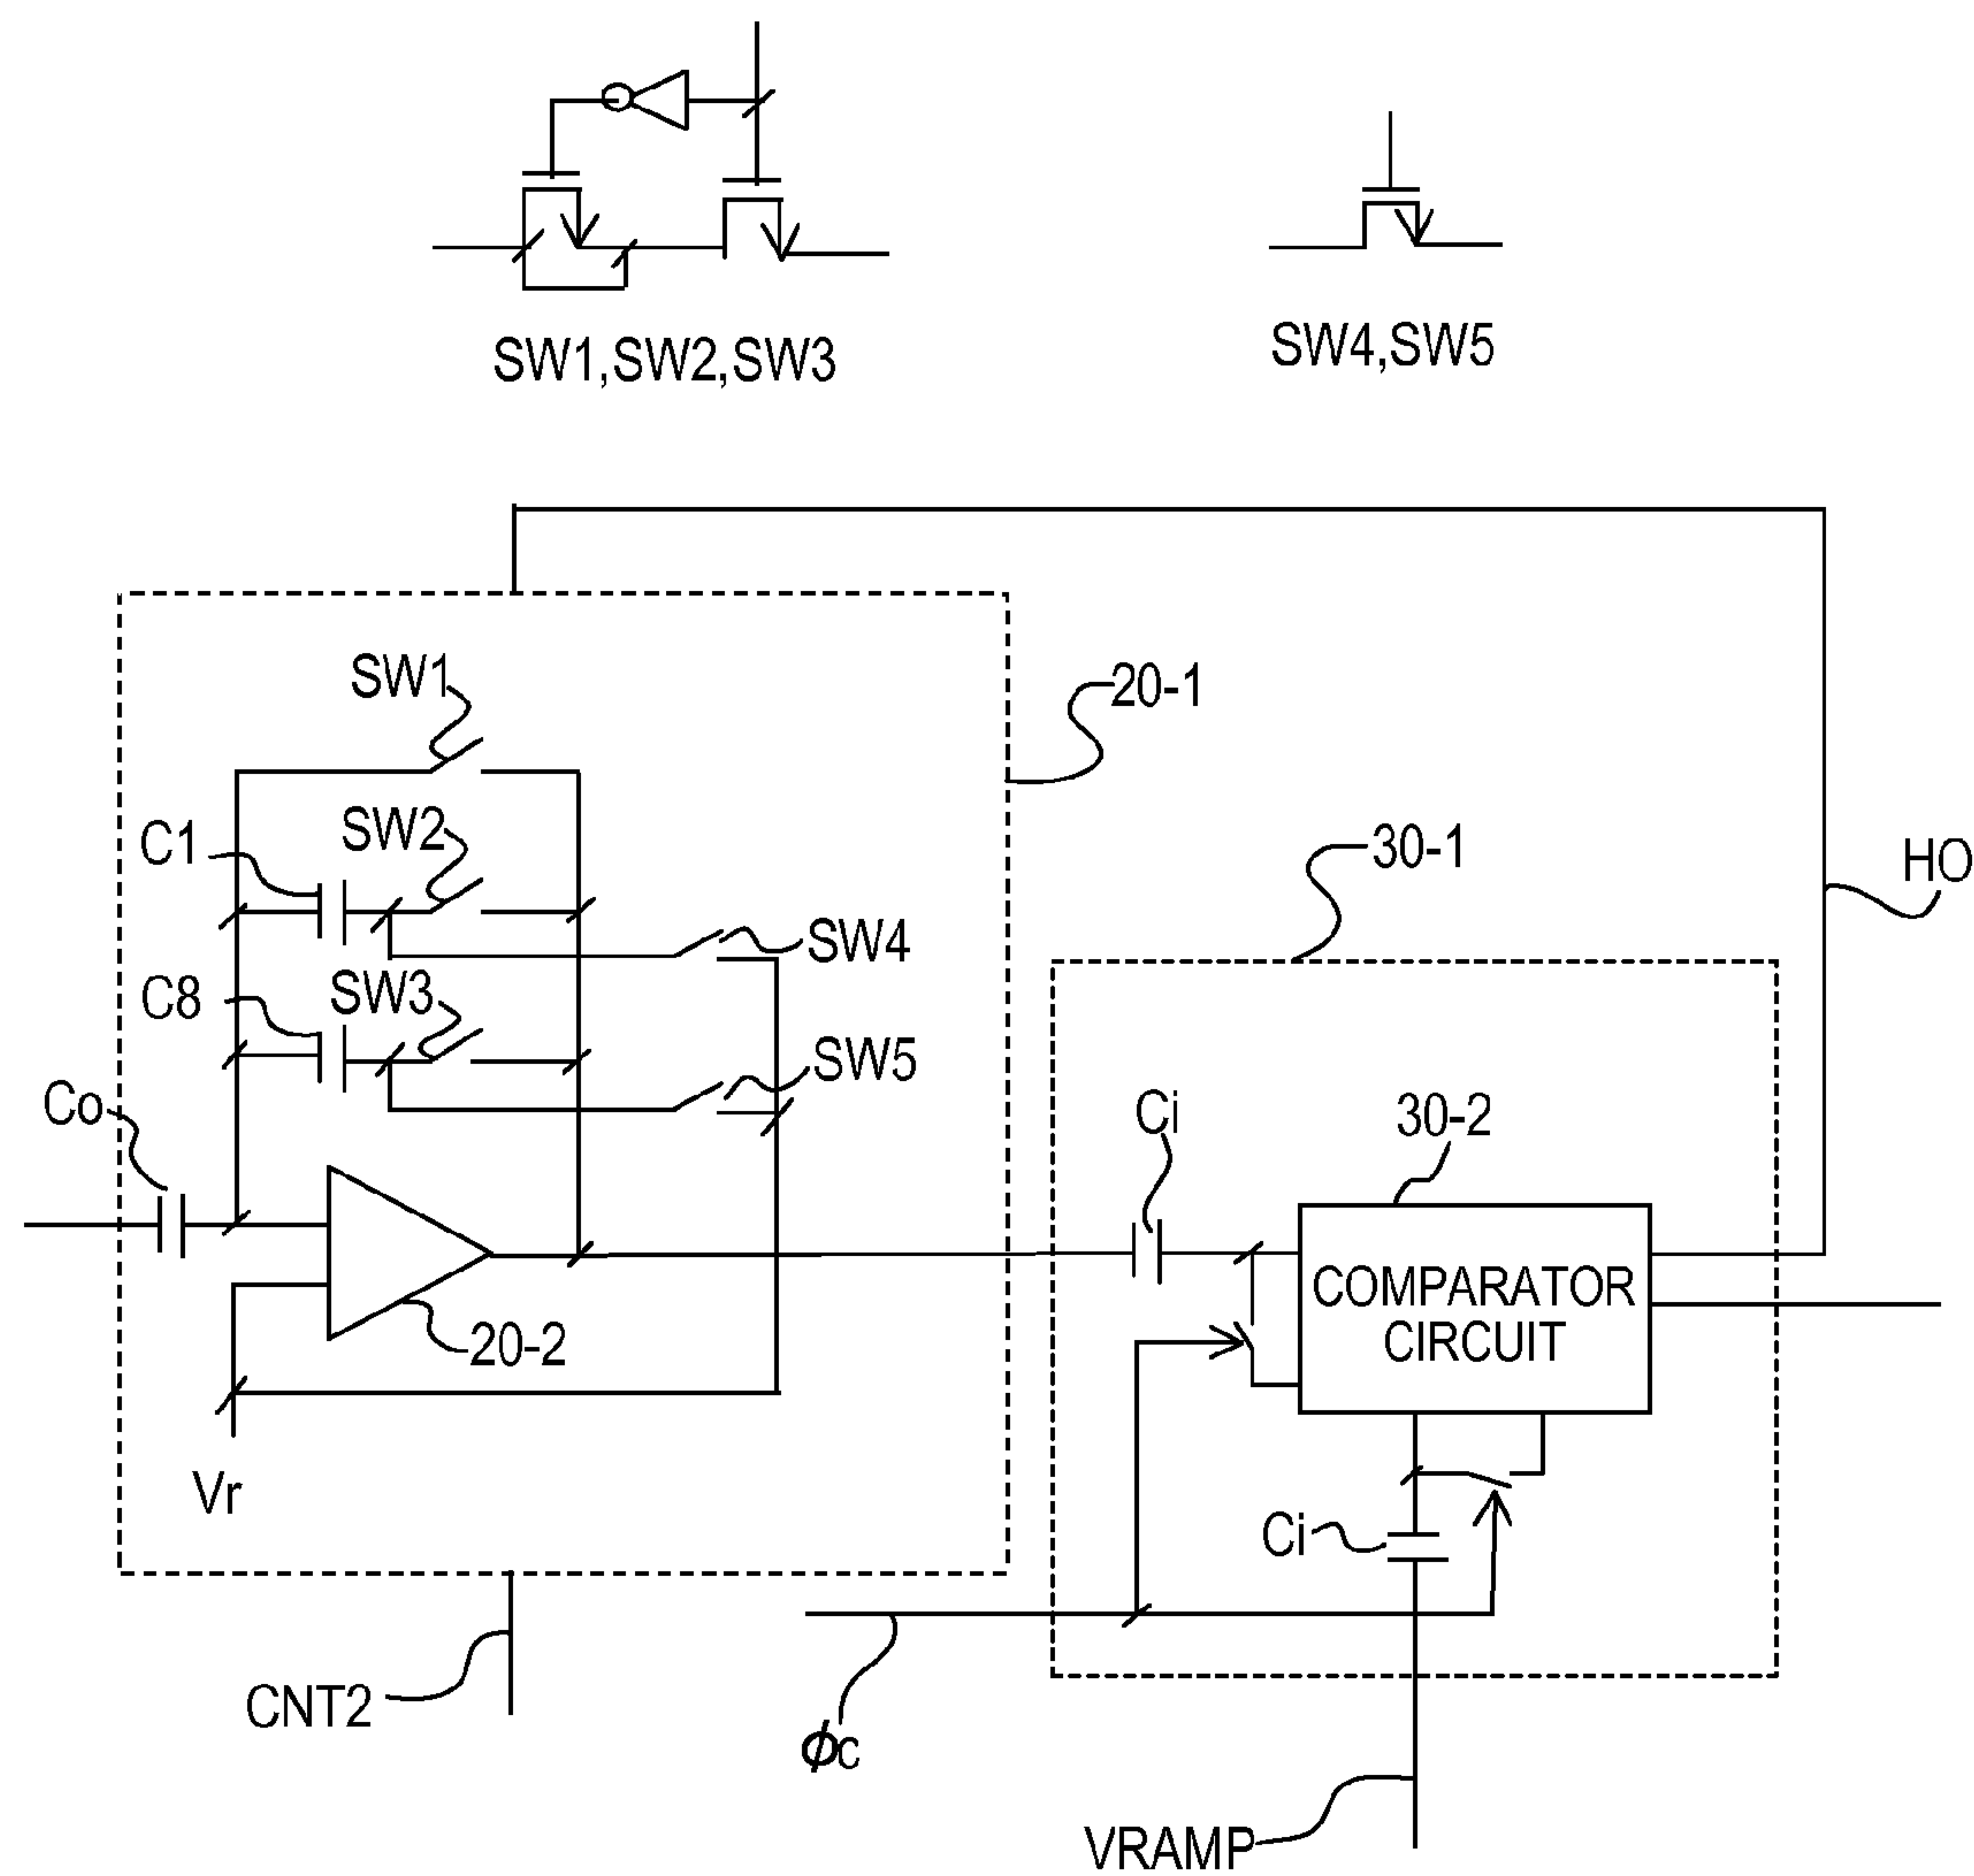 SW1,SW2,SW3
SW4,SW5
SW1
20-1
C1
SW2
30-1
HO
SW4
C8
SW3
SW5
Co
Ci
30-2
COMPARATOR
CIRCUIT
20-2
Vr
Ci
CNT2
ϕc
VRAMP